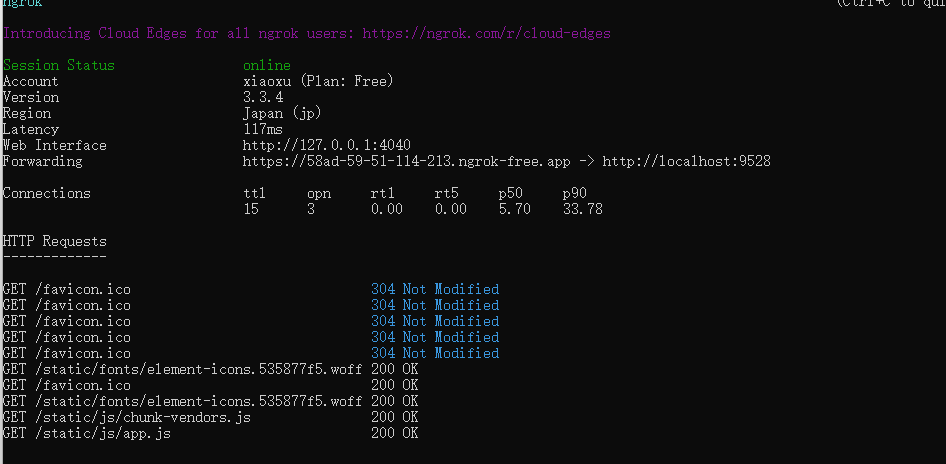 ngrok (Ctrl+C to qui
Introducing Cloud Edges for all ngrok users: https://ngrok.com/r/cloud-edges
Session Status online
Account xiaoxu (Plan: Free)
Version 3.3.4
Region Japan (jp)
Latency 117ms
Web Interface http://127.0.0.1:4040
Forwarding https://58ad-59-51-114-213.ngrok-free.app -> http://localhost:9528
Connections ttl opn rt1 rt5 p50 p90
15 3 0.00 0.00 5.70 33.78
HTTP Requests
-------------
GET /favicon.ico 304 Not Modified
GET /favicon.ico 304 Not Modified
GET /favicon.ico 304 Not Modified
GET /favicon.ico 304 Not Modified
GET /favicon.ico 304 Not Modified
GET /static/fonts/element-icons.535877f5.woff 200 OK
GET /favicon.ico 200 OK
GET /static/fonts/element-icons.535877f5.woff 200 OK
GET /static/js/chunk-vendors.js 200 OK
GET /static/js/app.js 200 OK